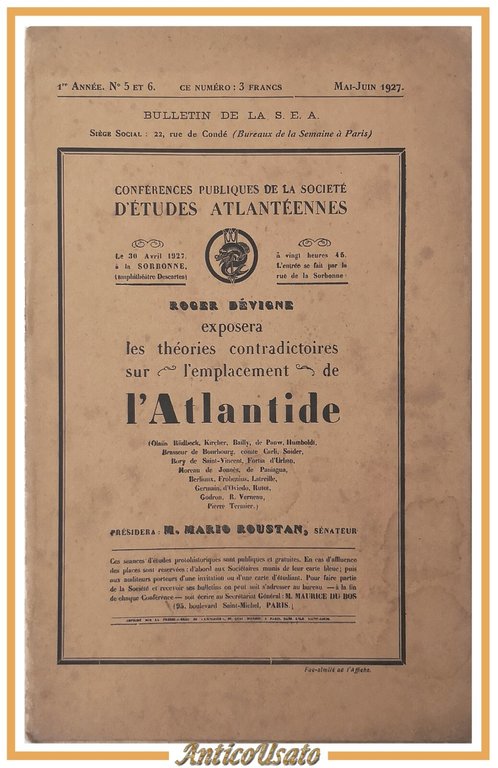 1re ANNÉE. Nos 5 ET 6. CE NUMÉRO : 3 FRANCS MAI-JUIN 1927.
BULLETIN DE LA S. E. A.
SIÈGE SOCIAL : 22, rue de Condé (Bureaux de la Semaine à Paris)
CONFÉRENCES PUBLIQUES DE LA SOCIETÉ
D'ÉTUDES ATLANTÉENNES
Le 30 Avril 1927
à la SORBONNE,
(amphithéâtre Descartes)
à vingt heures 45.
L'entrée se fait par la
rue de la Sorbonne
ROGER DÉVIGNE
exposera
les théories contradictoires
sur l'emplacement de
l'Atlantide
(Olaüs Rüdbeck, Kircher, Bailly, de Pauw, Humboldt,
Brasseur de Bourbourg, comte Carli, Snider,
Bory de Saint-Vincent, Fortia d'Urban,
Moreau de Jonnès, de Paniagua,
Berlioux, Frobenius, Latreille,
Germain, d'Oviedo, Rutot,
Gidron, R. Verneau,
Pierre Termier.)
PRÉSIDERA : M. MARIO ROUSTAN, SÉNATEUR
Ces séances d'études protohistoriques sont publiques et gratuites. En cas d'affluence
des places sont réservées : d'abord aux Sociétaires munis de leur carte bleue ; puis
aux auditeurs porteurs d'une invitation ou d'une carte d'étudiant. Pour faire partie
de la Société et recevoir ses bulletins on peut soit s'adresser au bureau — à la fin
de chaque Conférence — soit écrire au Secrétariat Général : M. MAURICE DU BOS
(95, boulevard Saint-Michel, PARIS.)
Fac-similé de l'Affiche.
AnticoUsato